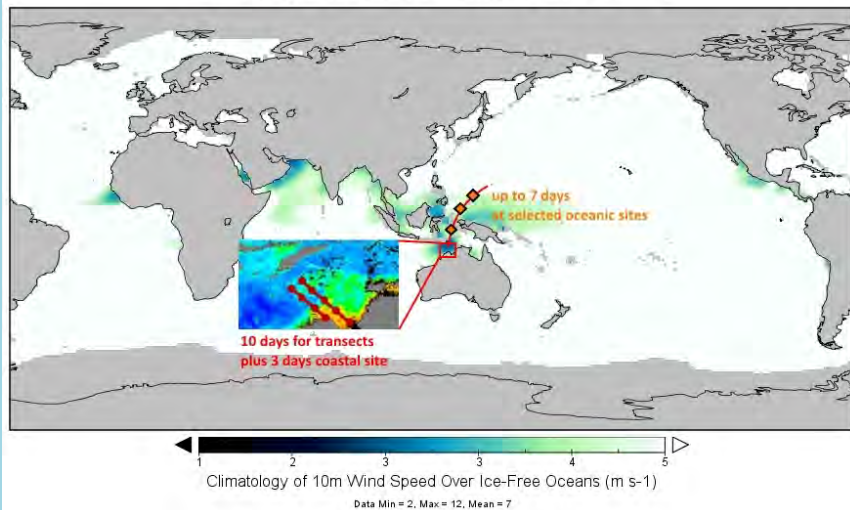 up to 7 days
at selected oceanic sites
10 days for transects
plus 3 days coastal site
1 2 3 3 4 4 5
Climatology of 10m Wind Speed Over Ice-Free Oceans (m s-1)
Data Min = 2, Max = 12, Mean = 7